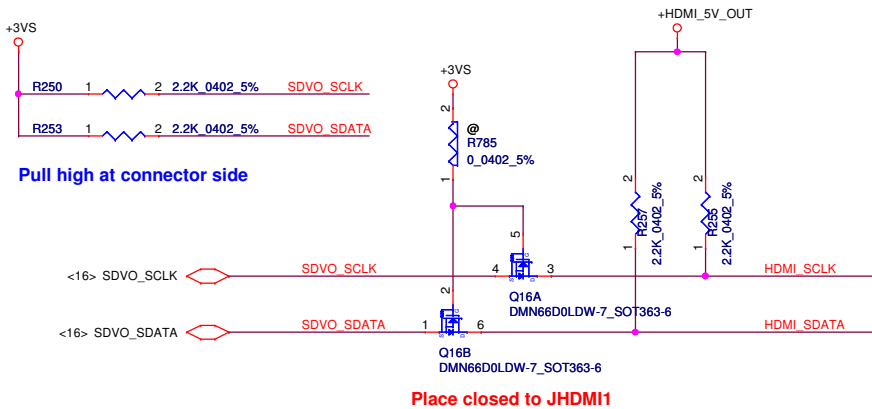 +HDMI_5V_OUT
+3VS
R250 1 2 2.2K_0402_5% SDVO_SCLK
R253 1 2 2.2K_0402_5% SDVO_SDATA
Pull high at connector side
+3VS
2
@
R785
0_0402_5%
1
2
R257
2.2K_0402_5%
1
2
R255
2.2K_0402_5%
1
5
G
S
D
<16> SDVO_SCLK SDVO_SCLK 4 3 HDMI_SCLK
Q16A
DMN66D0LDW-7_SOT363-6
2
G
S
D
<16> SDVO_SDATA SDVO_SDATA 1 6 HDMI_SDATA
Q16B
DMN66D0LDW-7_SOT363-6
Place closed to JHDMI1